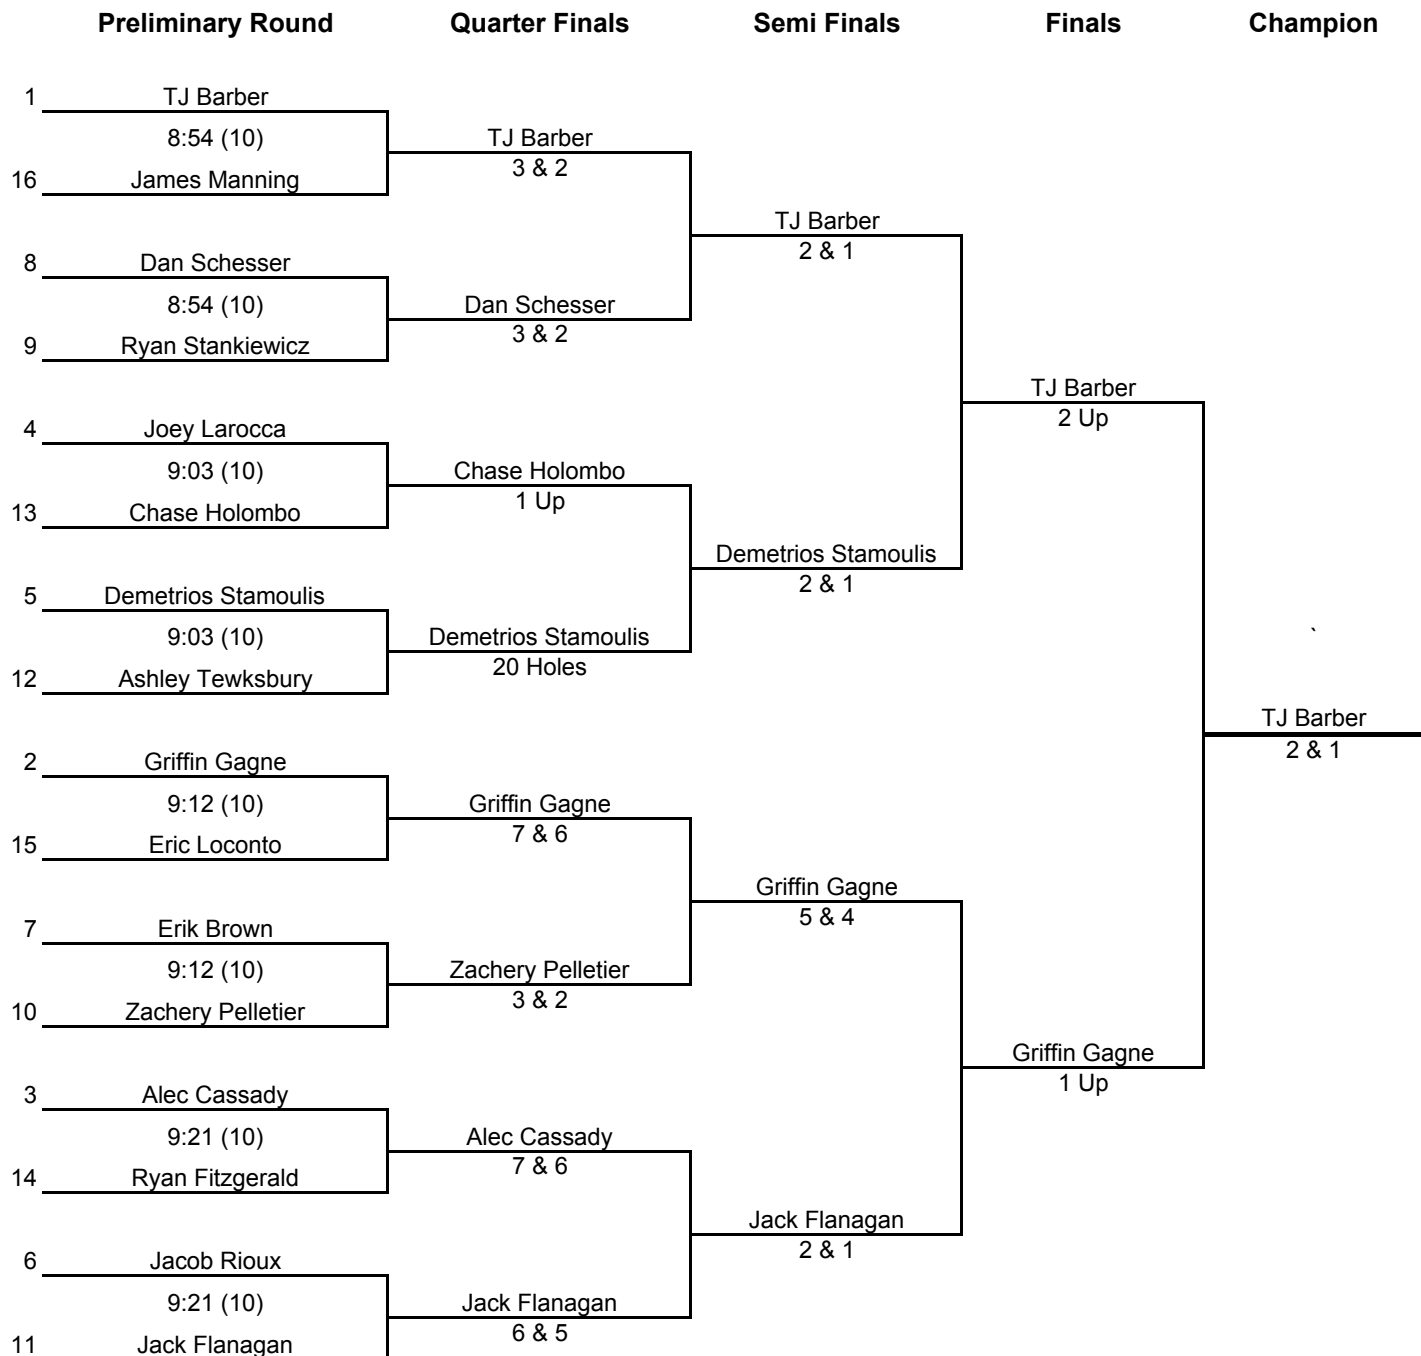 Preliminary Round Quarter Finals Semi Finals Finals Champion
1 TJ Barber
8:54 (10)
TJ Barber
3 & 2
16 James Manning
TJ Barber
2 & 1
8 Dan Schesser
8:54 (10)
Dan Schesser
3 & 2
9 Ryan Stankiewicz
TJ Barber
2 Up
4 Joey Larocca
9:03 (10)
Chase Holombo
1 Up
13 Chase Holombo
Demetrios Stamoulis
2 & 1
5 Demetrios Stamoulis
9:03 (10)
Demetrios Stamoulis
20 Holes
12 Ashley Tewksbury
`
TJ Barber
2 & 1
2 Griffin Gagne
9:12 (10)
Griffin Gagne
7 & 6
15 Eric Loconto
Griffin Gagne
5 & 4
7 Erik Brown
9:12 (10)
Zachery Pelletier
3 & 2
10 Zachery Pelletier
Griffin Gagne
1 Up
3 Alec Cassady
9:21 (10)
Alec Cassady
7 & 6
14 Ryan Fitzgerald
Jack Flanagan
2 & 1
6 Jacob Rioux
9:21 (10)
Jack Flanagan
6 & 5
11 Jack Flanagan